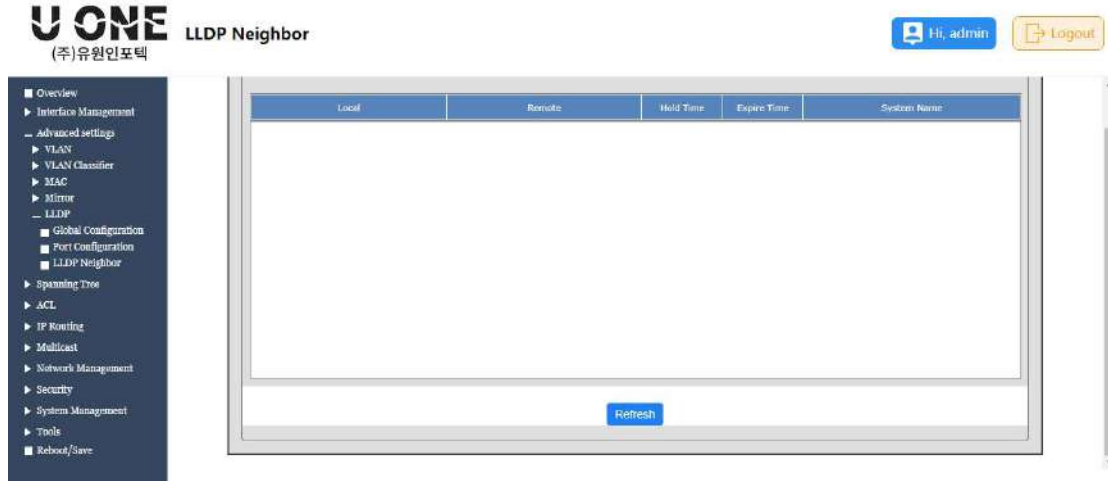 U ONE
(주)유원인포텍
LLDP Neighbor
Hi, admin
Logout
Overview
Interface Management
Advanced settings
VLAN
VLAN Classifier
MAC
Mirror
LLDP
Global Configuration
Port Configuration
LLDP Neighbor
Spanning Tree
ACL
IP Routing
Multicast
Network Management
Security
System Management
Tools
Reboot/Save
Local Remote Hold Time Expire Time System Name
Refresh